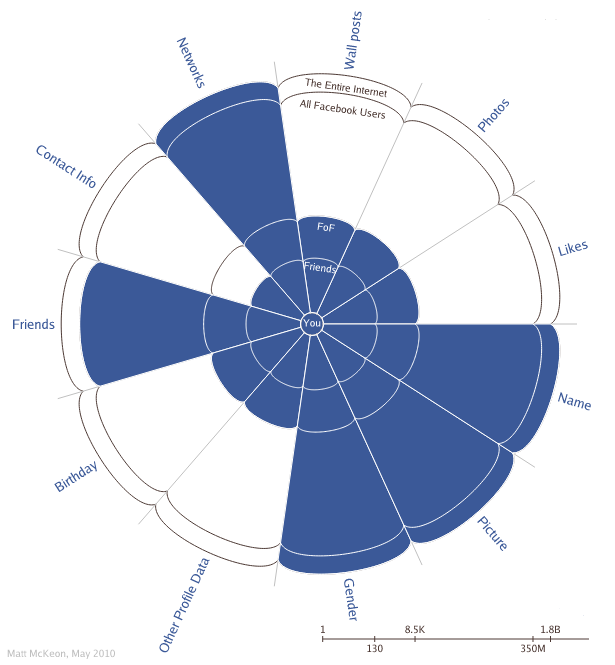 Wall posts
Networks
The Entire Internet
All Facebook Users
Photos
Contact Info
FoF
Likes
Friends
You
Friends
Name
Birthday
Picture
Other Profile Data
Gender
1
8.5K
1.8B
130
350M
Matt McKeon, May 2010